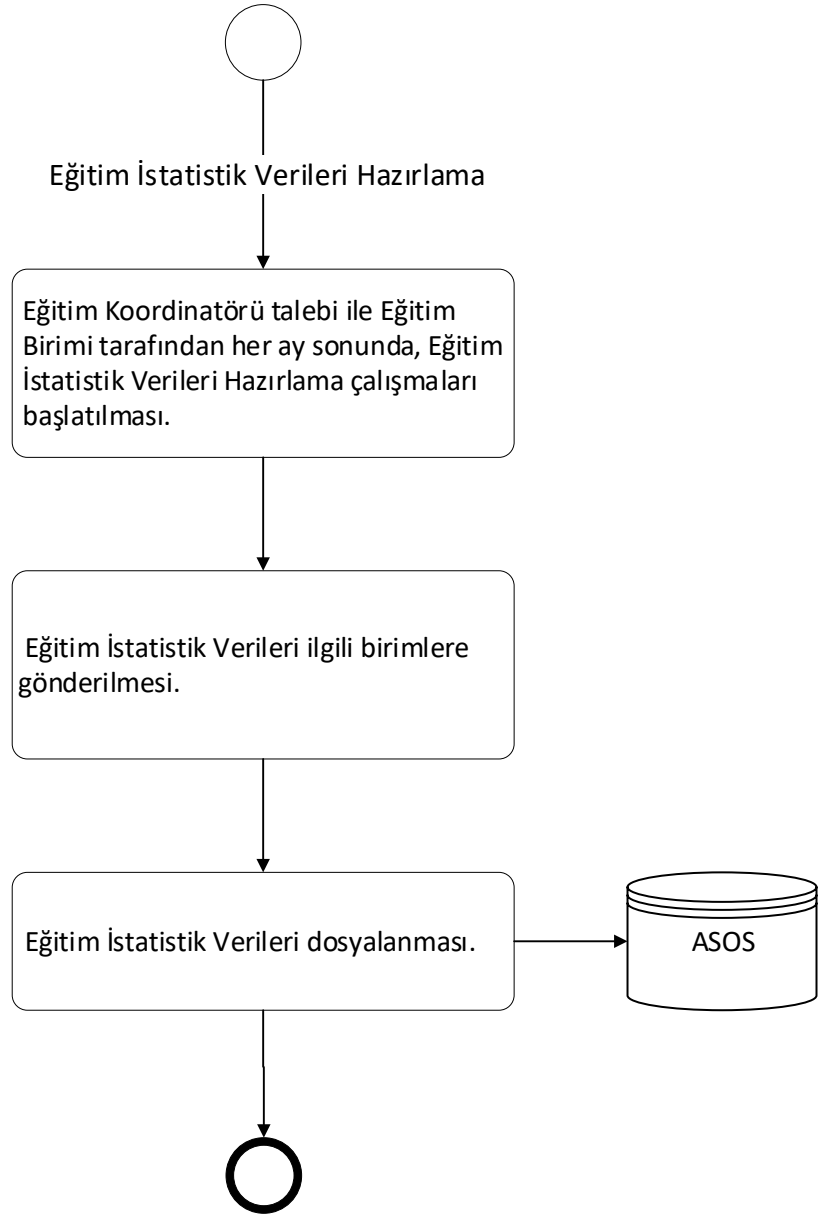 Eğitim İstatistik Verileri Hazırlama
Eğitim Koordinatörü talebi ile Eğitim
Birimi tarafından her ay sonunda, Eğitim
İstatistik Verileri Hazırlama çalışmaları
başlatılması.
Eğitim İstatistik Verileri ilgili birimlere
gönderilmesi.
Eğitim İstatistik Verileri dosyalanması.
ASOS